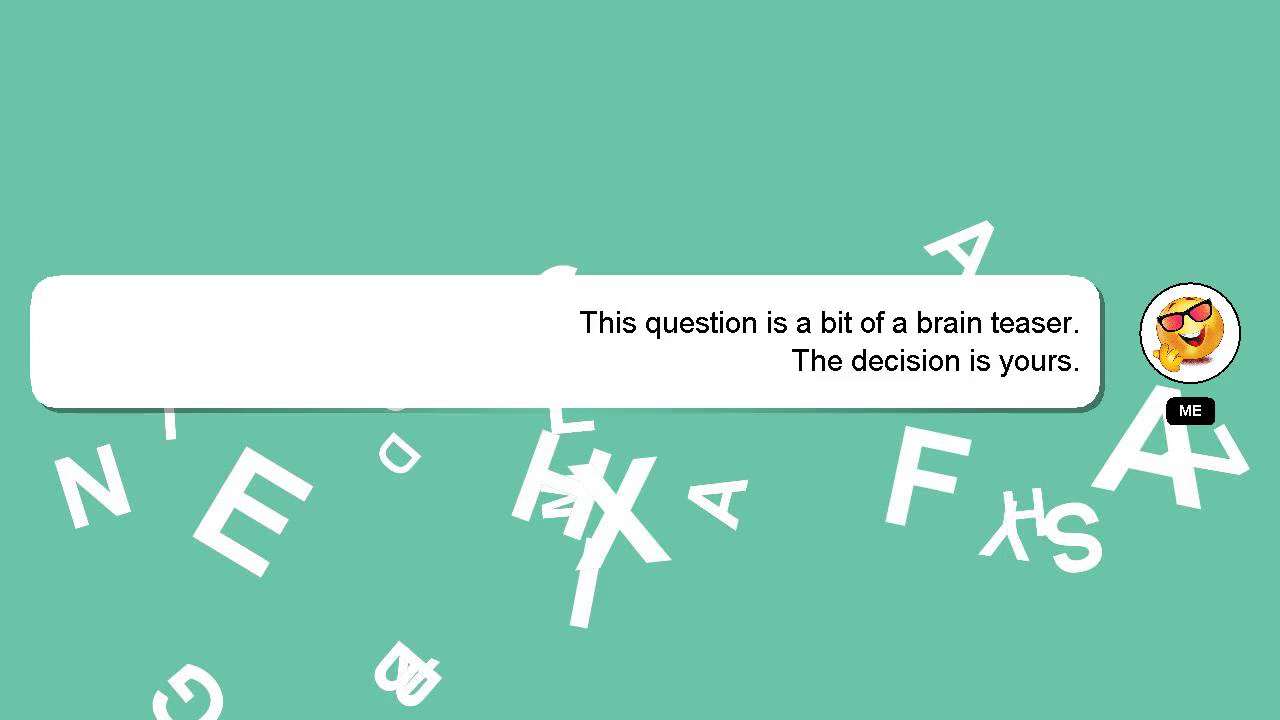 This question is a bit of a brain teaser.
The decision is yours.
ME
A
N
E
D
X
A
F
A
S
G